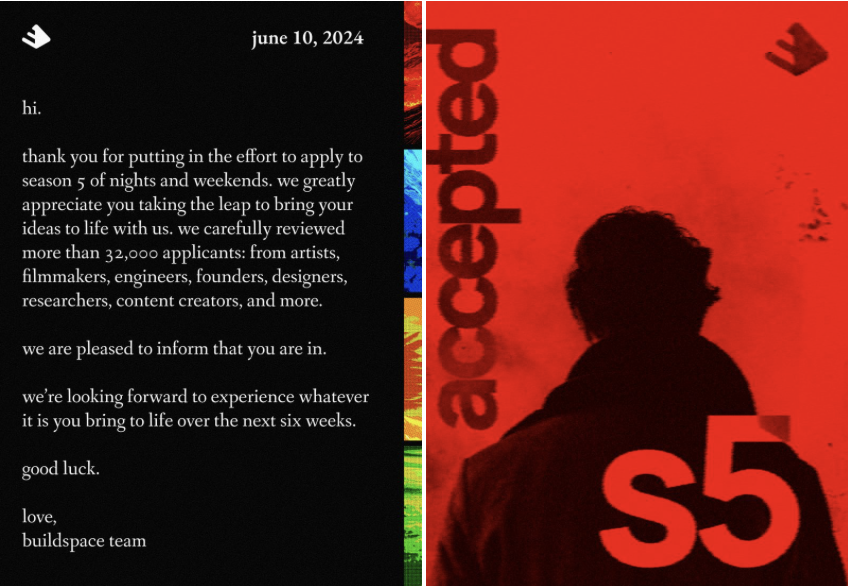 june 10, 2024
hi.
thank you for putting in the effort to apply to
season 5 of nights and weekends. we greatly
appreciate you taking the leap to bring your
ideas to life with us. we carefully reviewed
more than 32,000 applicants: from artists,
filmmakers, engineers, founders, designers,
researchers, content creators, and more.
we are pleased to inform that you are in.
we're looking forward to experience whatever
it is you bring to life over the next six weeks.
good luck.
love,
buildspace team
accepted
s5